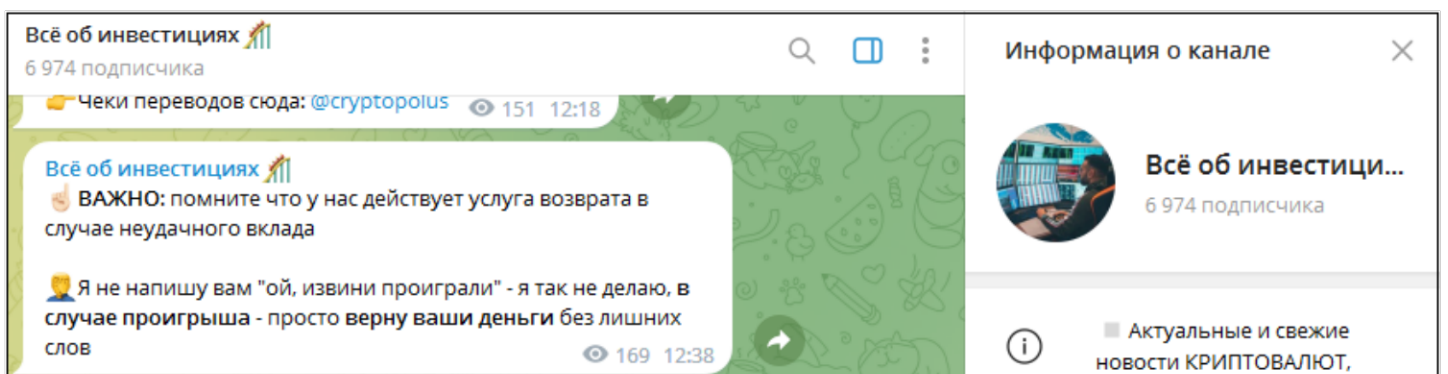 Всё об инвестициях
6 974 подписчика
Чеки переводов сюда: @cryptopolus 151 12:18
Всё об инвестициях
ВАЖНО: помните что у нас действует услуга возврата в
случае неудачного вклада
Я не напишу вам "ой, извини проиграли" - я так не делаю, в
случае проигрыша - просто верну ваши деньги без лишних
слов
169 12:38
Информация о канале
Всё об инвестици...
6 974 подписчика
Актуальные и свежие
новости КРИПТОВАЛЮТ,